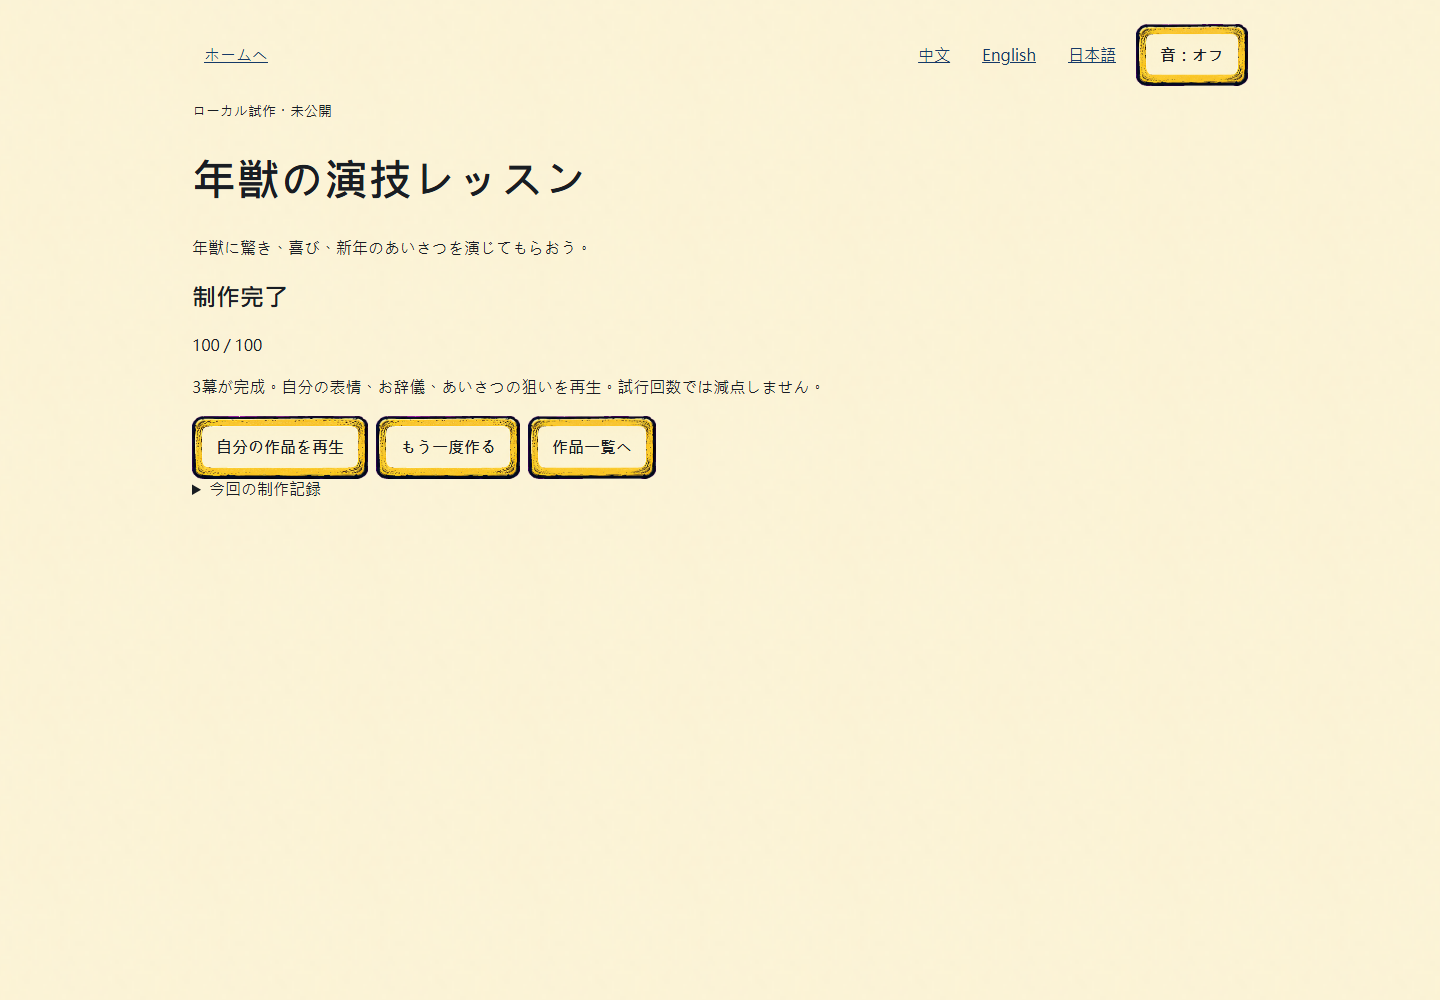 ホームへ 中文 English 日本語 音：オフ
ローカル試作・未公開
年獣の演技レッスン
年獣に驚き、喜び、新年のあいさつを演じてもらおう。
制作完了
100 / 100
3幕が完成。自分の表情、お辞儀、あいさつの狙いを再生。試行回数では減点しません。
自分の作品を再生 もう一度作る 作品一覧へ
▶ 今回の制作記録